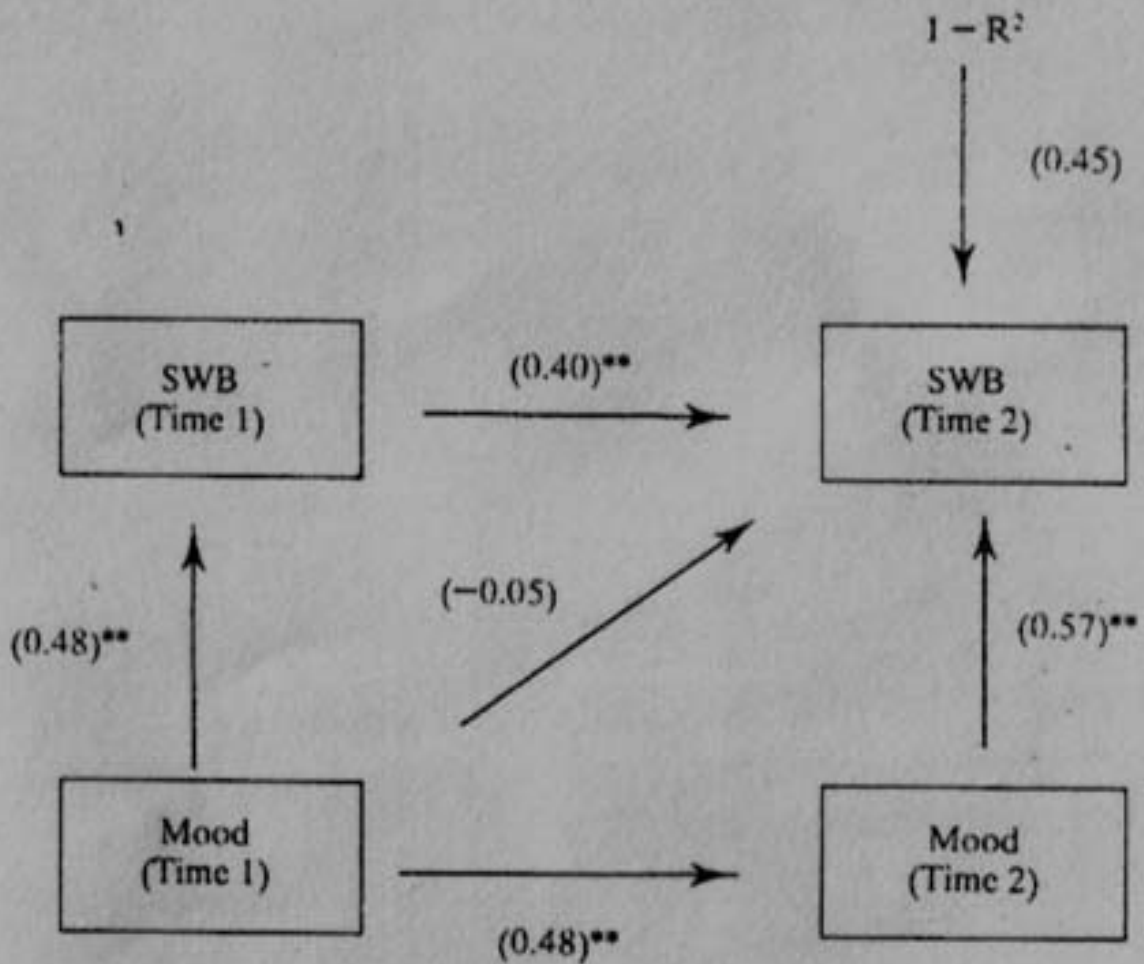 1 − R²
(0.45)
SWB
(Time 1)
(0.40)**
SWB
(Time 2)
(0.48)**
(−0.05)
(0.57)**
Mood
(Time 1)
(0.48)**
Mood
(Time 2)